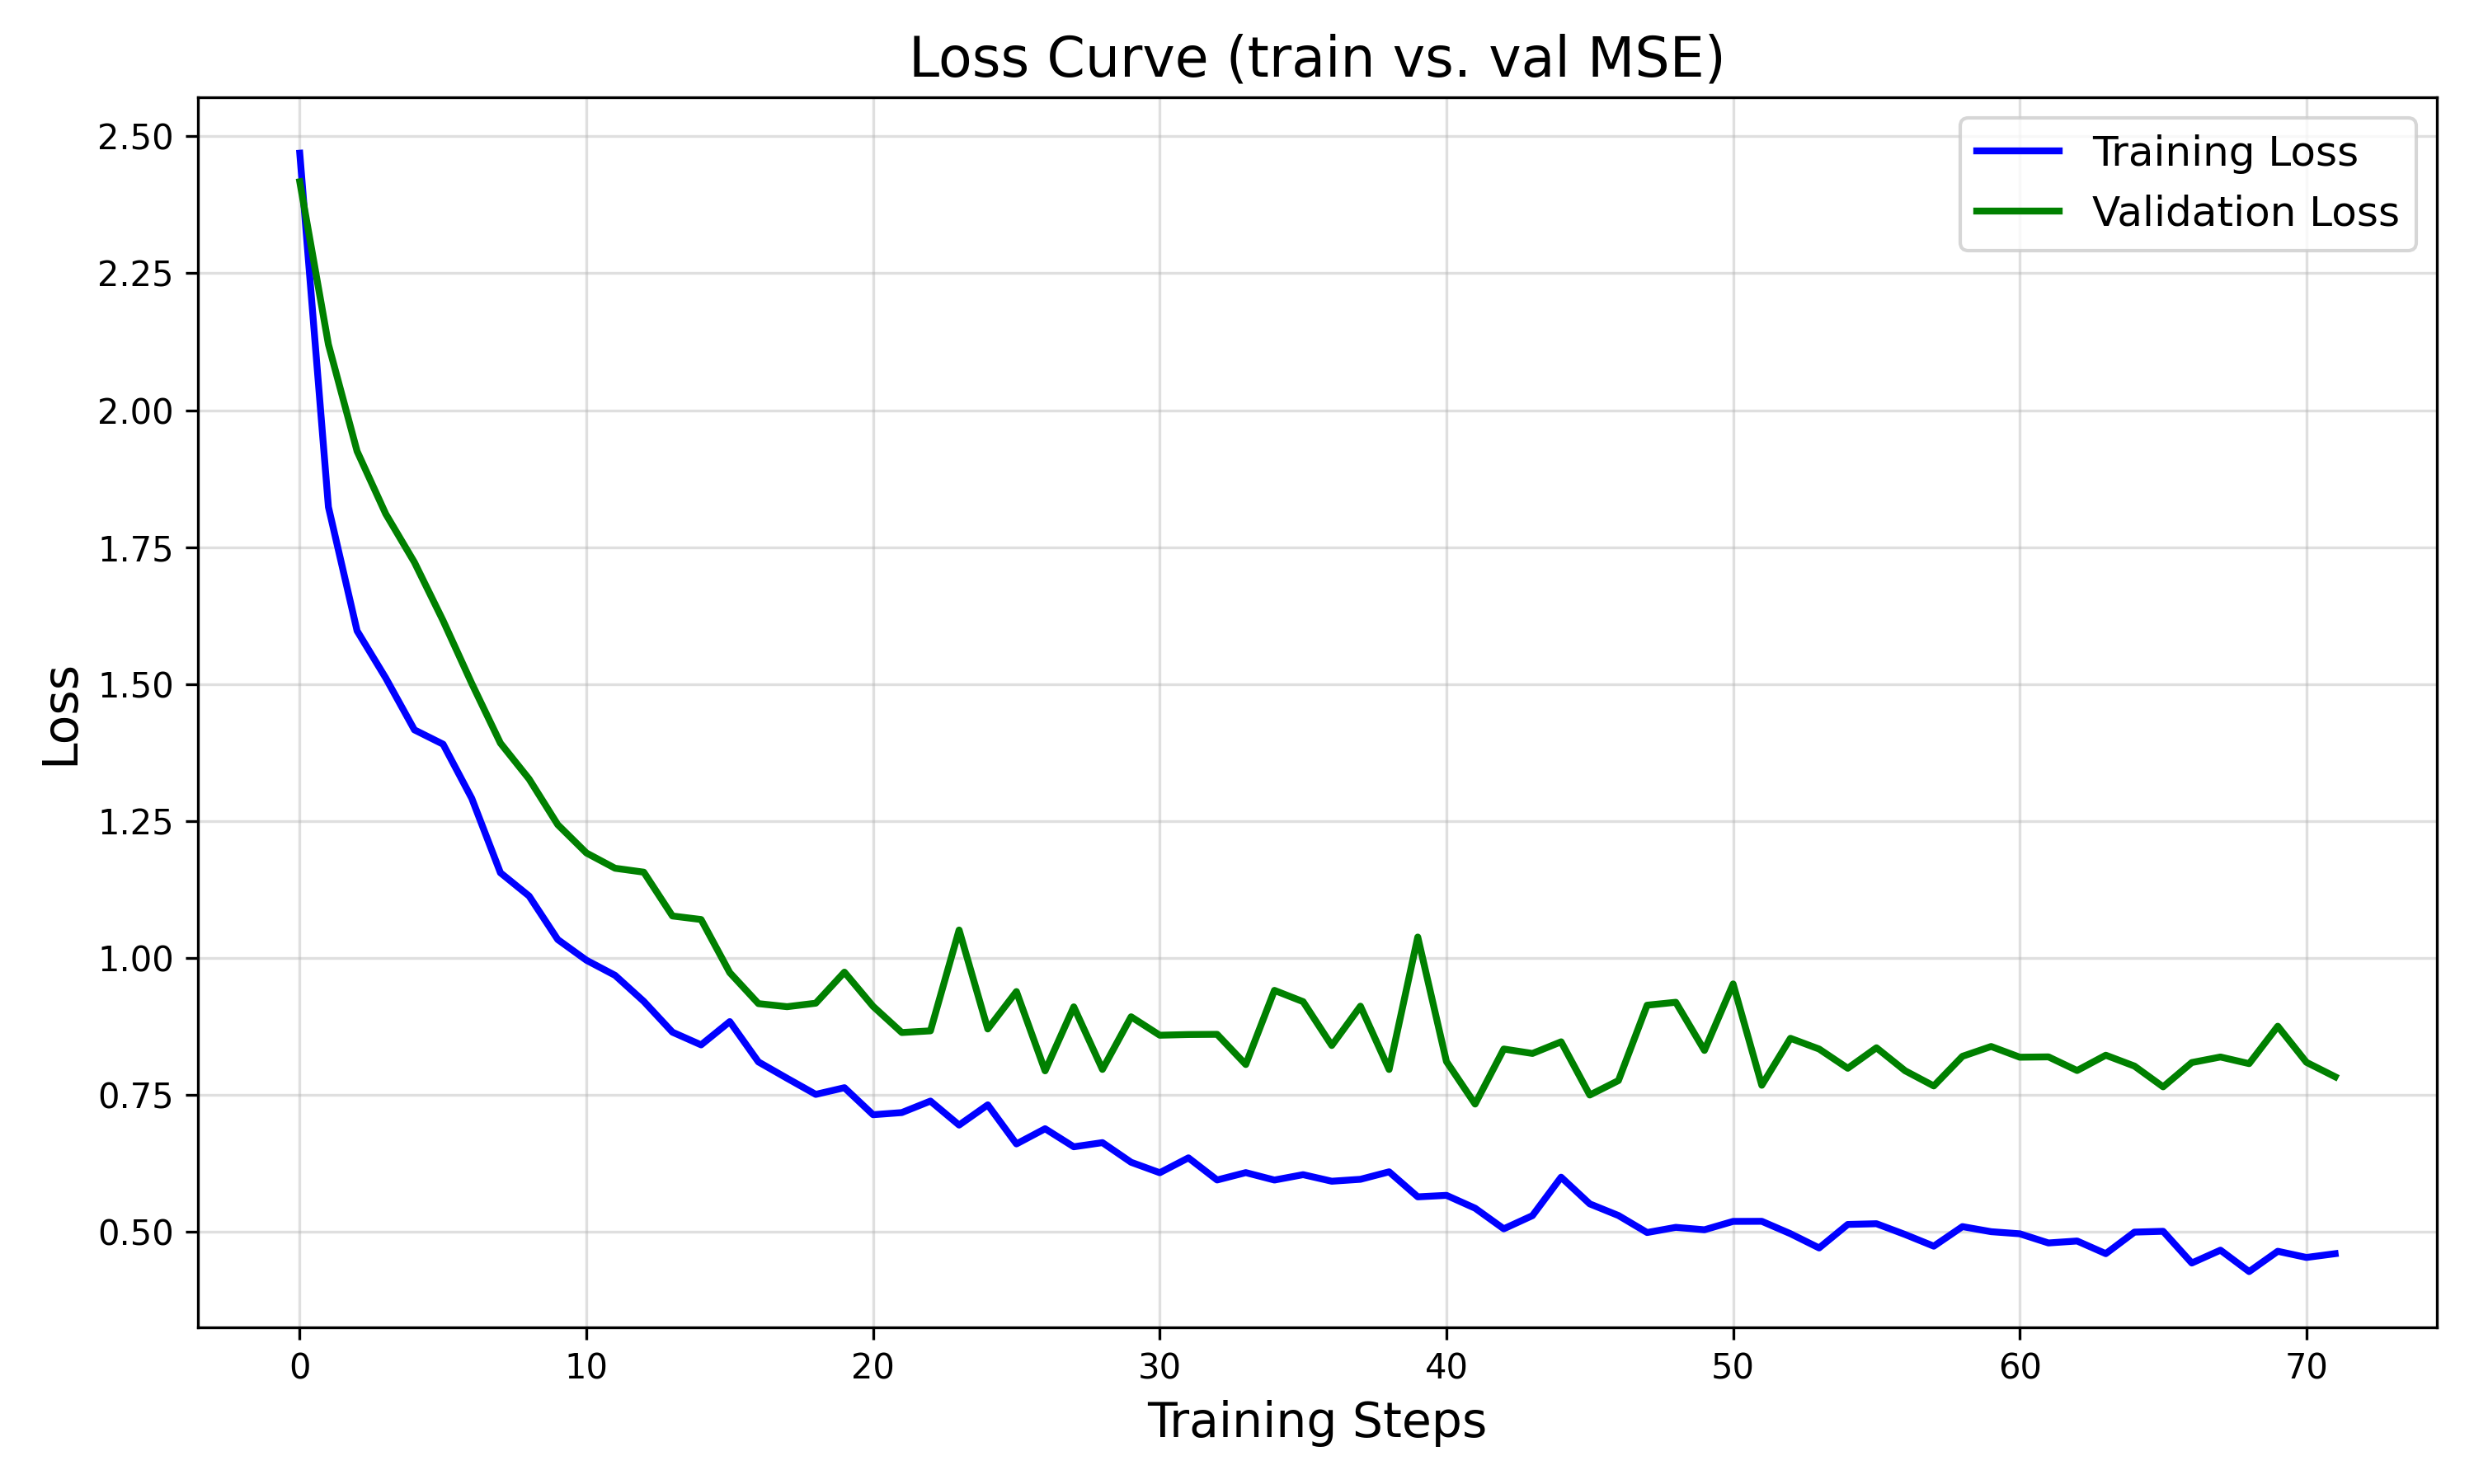 Loss Curve (train vs. val MSE)
Training Loss
Validation Loss
2.50
2.25
2.00
1.75
1.50
1.25
1.00
0.75
0.50
Loss
0 10 20 30 40 50 60 70
Training Steps